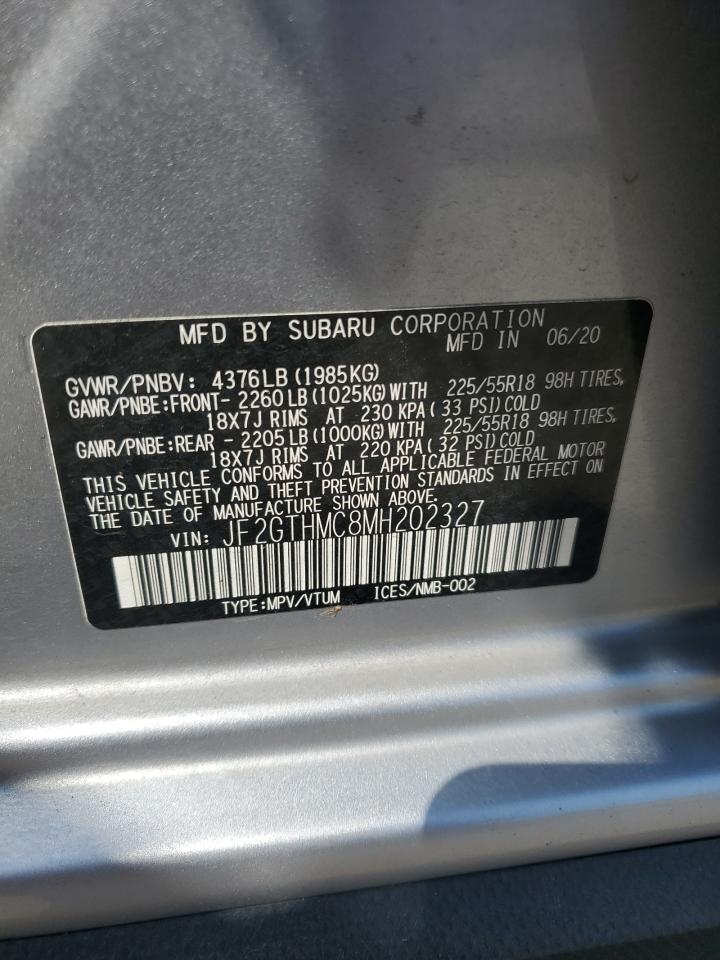 MFD BY SUBARU CORPORATION
MFD IN 06/20
GVWR/PNBV: 4376LB (1985KG)
GAWR/PNBE:FRONT- 2260LB (1025KG) WITH 225/55R18 98H TIRES,
18X7J RIMS AT 230 KPA ( 33 PSI) COLD
GAWR/PNBE:REAR - 2205LB (1000KG) WITH 225/55R18 98H TIRES,
18X7J RIMS AT 220 KPA ( 32 PSI) COLD
THIS VEHICLE CONFORMS TO ALL APPLICABLE FEDERAL MOTOR
VEHICLE SAFETY AND THEFT PREVENTION STANDARDS IN EFFECT ON
THE DATE OF MANUFACTURE SHOWN ABOVE.
VIN: JF2GTHMC8MH202327
TYPE:MPV/VTUM ICES/NMB-002